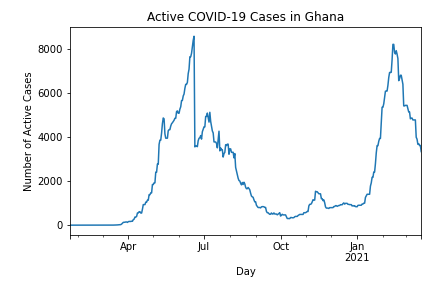 Active COVID-19 Cases in Ghana
Number of Active Cases
8000
6000
4000
2000
0
Apr
Jul
Oct
Jan
2021
Day